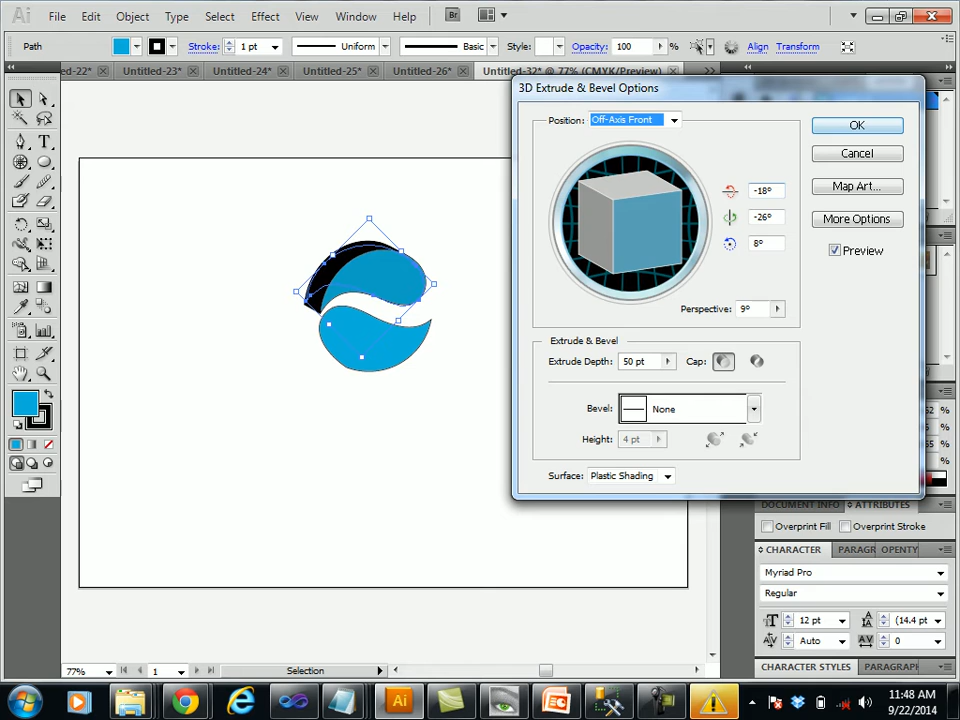 Ai File Edit Object Type Select Effect View Window Help Br
Path Stroke: 1 pt Uniform Basic Style: Opacity: 100 % Align Transform
-22* Untitled-23* Untitled-24* Untitled-25* Untitled-26* Untitled-32* @ 77% (CMYK/Preview)
3D Extrude & Bevel Options
Position: Off-Axis Front
OK
Cancel
Map Art...
More Options
Preview
-18°
-26°
8°
Perspective: 9°
Extrude & Bevel
Extrude Depth: 50 pt Cap:
Bevel: None
Height: 4 pt
Surface: Plastic Shading
%
%
%
%
DOCUMENT INFO ATTRIBUTES
Overprint Fill Overprint Stroke
CHARACTER PARAGR OPENTY
Myriad Pro
Regular
12 pt (14.4 pt
Auto 0
CHARACTER STYLES PARAGRAPH
77% 1 Selection
Ai
11:48 AM
9/22/2014